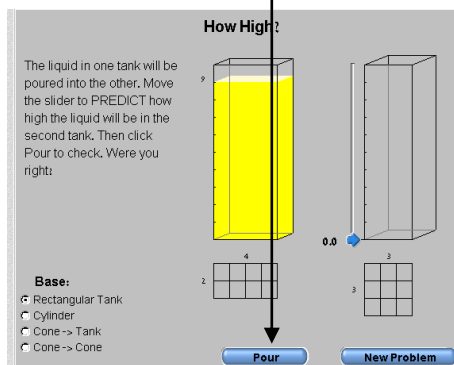 How High?
The liquid in one tank will be
poured into the other. Move
the slider to PREDICT how
high the liquid will be in the
second tank. Then click
Pour to check. Were you
right:
9
0.0
4
2
3
3
Base:
Rectangular Tank
Cylinder
Cone -> Tank
Cone -> Cone
Pour
New Problem